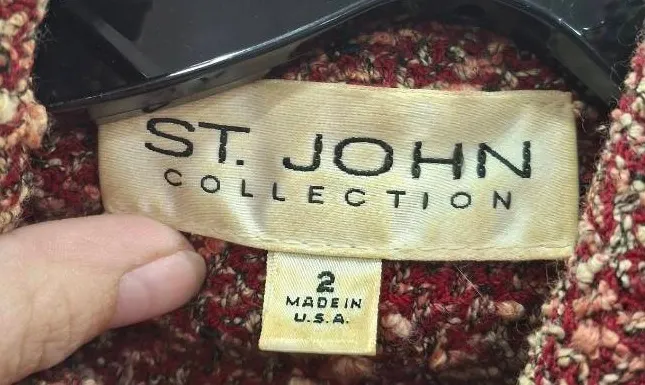 ST. JOHN
COLLECTION
2
MADE IN
U.S.A.